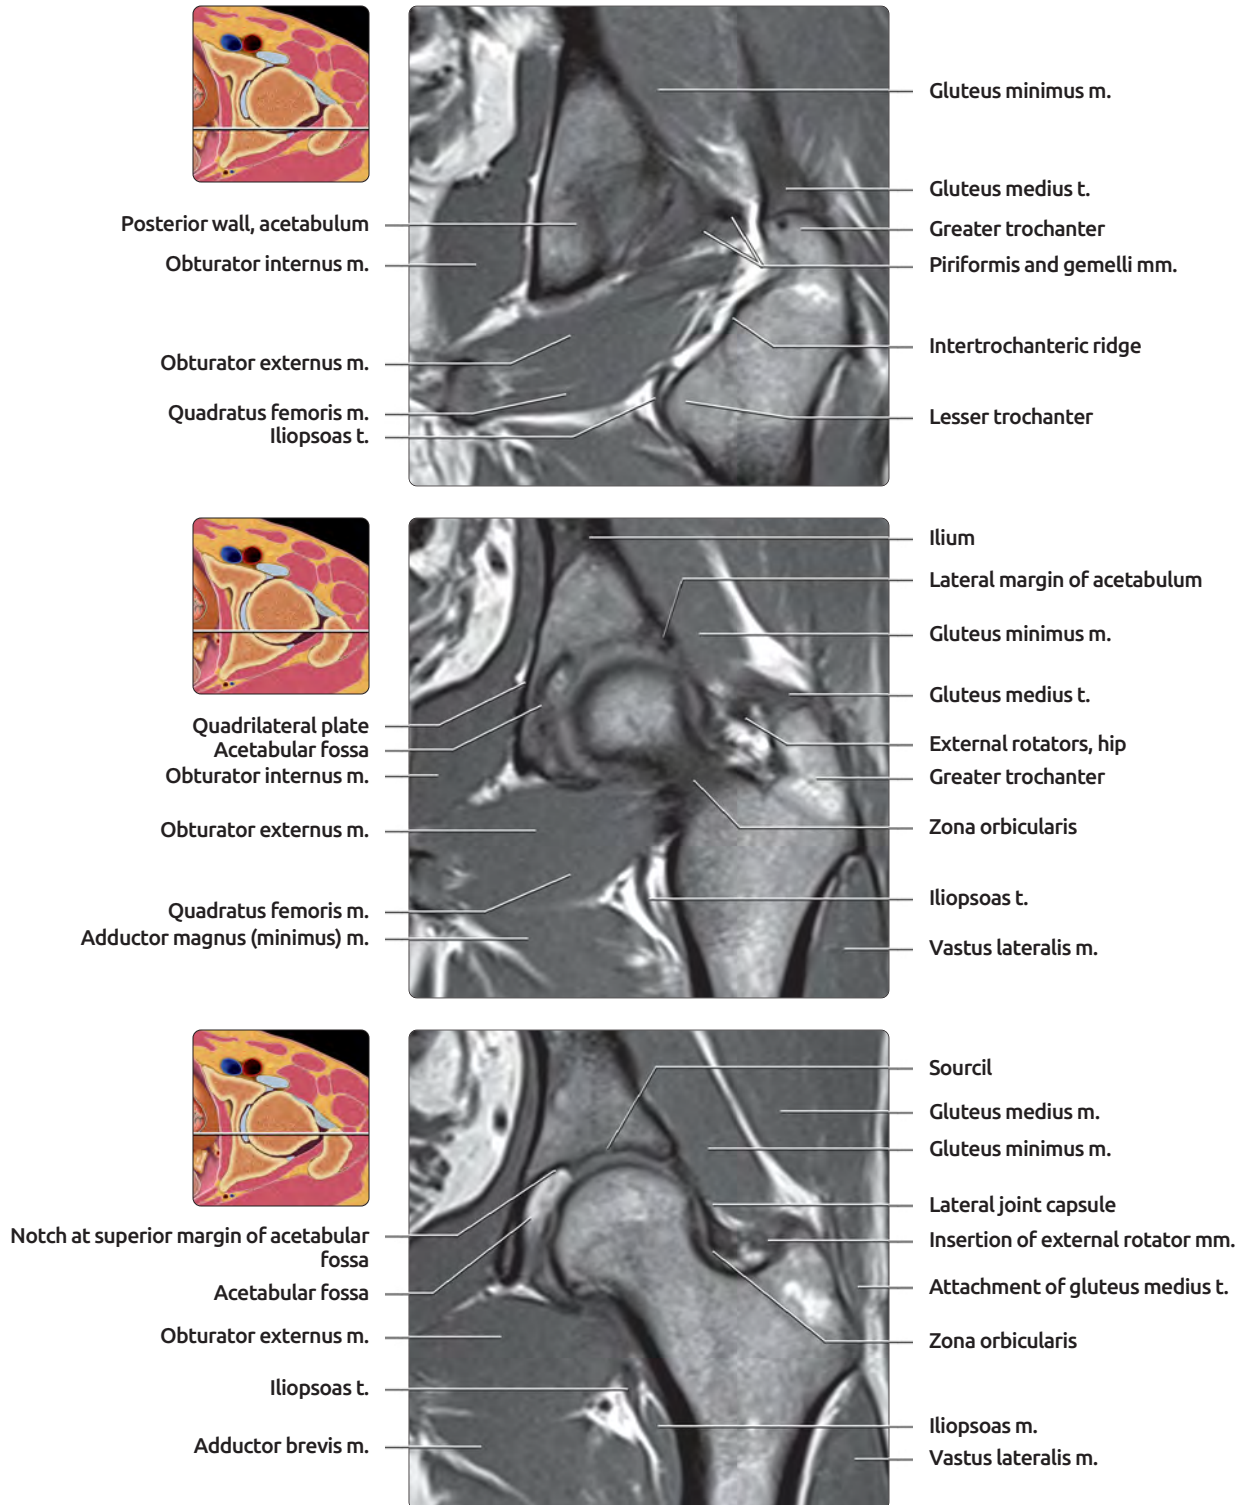 Gluteus minimus m.
Gluteus medius t.
Posterior wall, acetabulum
Greater trochanter
Obturator internus m.
Piriformis and gemelli mm.
Intertrochanteric ridge
Obturator externus m.
Quadratus femoris m.
Lesser trochanter
Iliopsoas t.
Ilium
Lateral margin of acetabulum
Gluteus minimus m.
Gluteus medius t.
Quadrilateral plate
External rotators, hip
Acetabular fossa
Obturator internus m.
Greater trochanter
Obturator externus m.
Zona orbicularis
Iliopsoas t.
Quadratus femoris m.
Adductor magnus (minimus) m.
Vastus lateralis m.
Sourcil
Gluteus medius m.
Gluteus minimus m.
Lateral joint capsule
Notch at superior margin of acetabular
fossa
Insertion of external rotator mm.
Acetabular fossa
Attachment of gluteus medius t.
Obturator externus m.
Zona orbicularis
Iliopsoas t.
Iliopsoas m.
Adductor brevis m.
Vastus lateralis m.